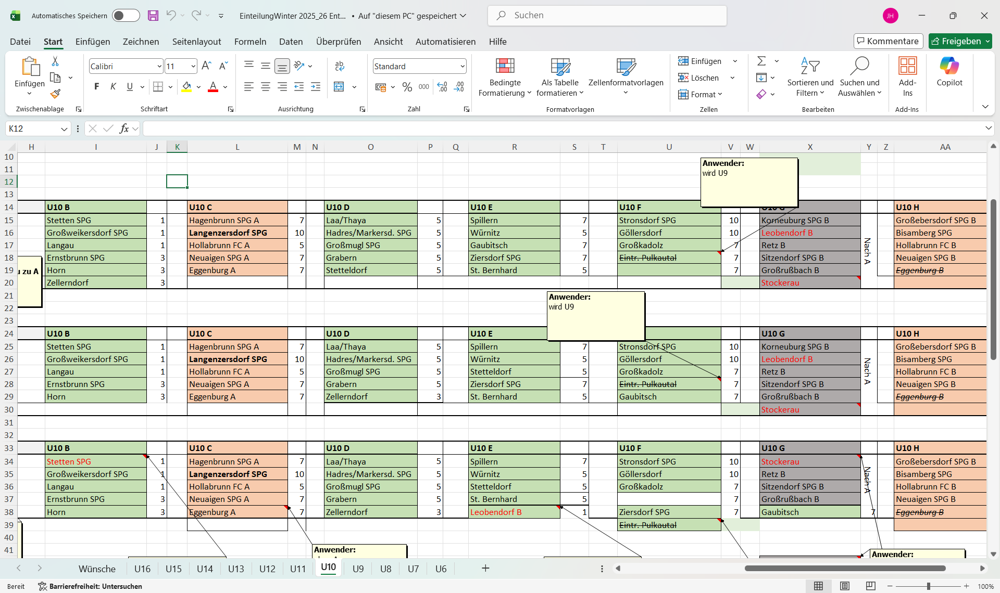 Automatisches Speichern EinteilungWinter 2025_26 Ent... • Auf "diesem PC" gespeichert Suchen JH
Datei Start Einfügen Zeichnen Seitenlayout Formeln Daten Überprüfen Ansicht Automatisieren Hilfe Kommentare Freigeben
Einfügen
Zwischenablage
Calibri 11
F K U
Schriftart
Ausrichtung
Standard
% 000
Zahl
Bedingte Formatierung
Als Tabelle formatieren
Zellenformatvorlagen
Formatvorlagen
Einfügen
Löschen
Format
Zellen
Sortieren und Filtern
Suchen und Auswählen
Bearbeiten
Add-Ins
Add-Ins
Copilot
K12 fx
H I J K L M N O P Q R S T U V W X Y Z AA
10
11
12
13
Anwender:
wird U9
14 U10 B U10 C U10 D U10 E U10 F U10 H
15 Stetten SPG 1 Hagenbrunn SPG A 7 Laa/Thaya 5 Spillern 7 Stronsdorf SPG 10 Korneuburg SPG B Großebersdorf SPG B
16 Großweikersdorf SPG 1 Langenzersdorf SPG 10 Hadres/Markersd. SPG 5 Würnitz 5 Göllersdorf 10 Leobendorf B Bisamberg SPG
17 Langau 1 Hollabrunn FC A 5 Großmugl SPG 5 Gaubitsch 7 Großkadolz 7 Retz B Hollabrunn FC B
18 Ernstbrunn SPG 3 Neuaigen SPG A 7 Grabern 5 Ziersdorf SPG 7 Eintr. Pulkautal 7 Sitzendorf SPG B Neuaigen SPG B
19 Horn 3 Eggenburg A 7 Stetteldorf 5 St. Bernhard 5 7 Großrußbach B Eggenburg B
20 Zellerndorf 3 Stockerau
Nach A
u zu A
21
22
23
Anwender:
wird U9
24 U10 B U10 C U10 D U10 E U10 G U10 H
25 Stetten SPG 1 Hagenbrunn SPG A 7 Laa/Thaya 5 Spillern 7 Stronsdorf SPG 10 Korneuburg SPG B Großebersdorf SPG B
26 Großweikersdorf SPG 1 Langenzersdorf SPG 10 Hadres/Markersd. SPG 5 Würnitz 5 Göllersdorf 10 Leobendorf B Bisamberg SPG
27 Langau 1 Hollabrunn FC A 5 Großmugl SPG 5 Stetteldorf 5 Großkadolz 7 Retz B Hollabrunn FC B
28 Ernstbrunn SPG 3 Neuaigen SPG A 7 Grabern 5 Ziersdorf SPG 7 Eintr. Pulkautal 7 Sitzendorf SPG B Neuaigen SPG B
29 Horn 3 Eggenburg A 7 Zellerndorf 3 St. Bernhard 5 Gaubitsch 7 Großrußbach B Eggenburg B
30 Stockerau
Nach A
31
32
33 U10 B U10 C U10 D U10 E U10 F U10 G U10 H
34 Stetten SPG 1 Hagenbrunn SPG A 7 Laa/Thaya 5 Spillern 7 Stronsdorf SPG 10 Stockerau Großebersdorf SPG B
35 Großweikersdorf SPG 1 Langenzersdorf SPG 10 Hadres/Markersd. SPG 5 Würnitz 5 Göllersdorf 10 Retz B Bisamberg SPG
36 Langau 1 Hollabrunn FC A 5 Großmugl SPG 5 Stetteldorf 5 Großkadolz 7 Sitzendorf SPG B Hollabrunn FC B
37 Ernstbrunn SPG 3 Neuaigen SPG A 7 Grabern 5 St. Bernhard 5 7 Großrußbach B Neuaigen SPG B
38 Horn 3 Eggenburg A 7 Zellerndorf 3 Leobendorf B 1 Ziersdorf SPG 7 Gaubitsch 7 Eggenburg B
39 Eintr. Pulkautal
Nach A
40
41
Anwender:
Anwender:
Wünsche U16 U15 U14 U13 U12 U11 U10 U9 U8 U7 U6 +
Bereit Barrierefreiheit: Untersuchen 100%